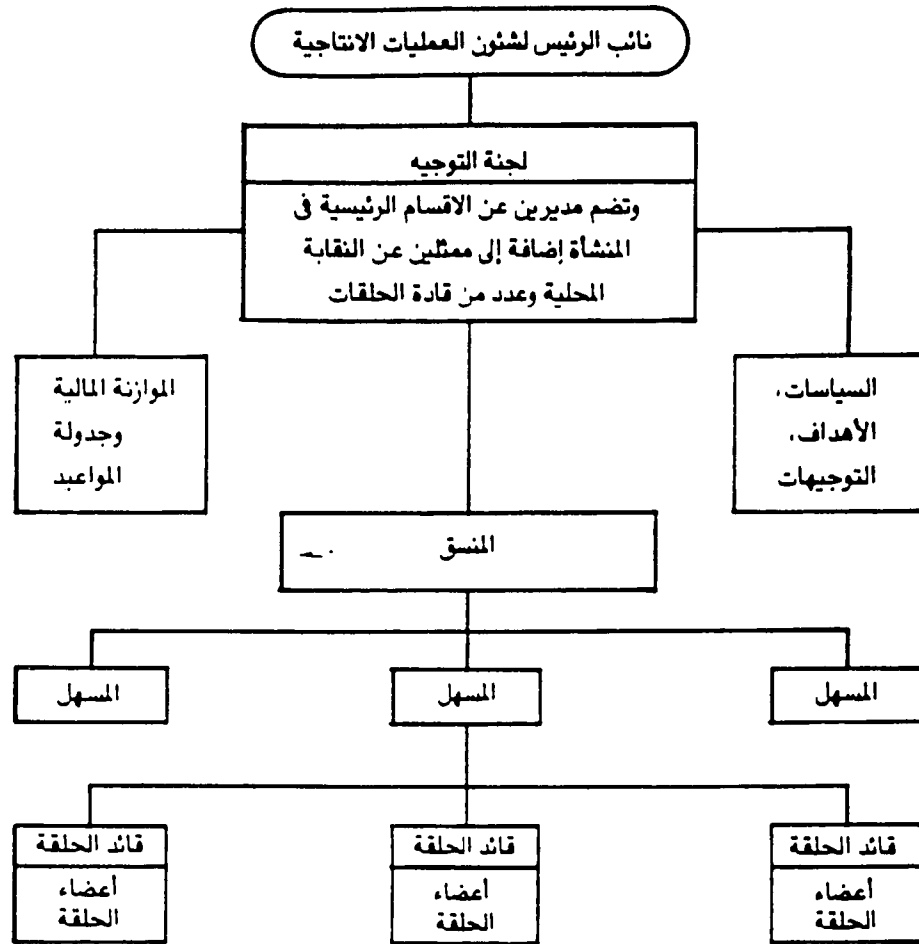 نائب الرئيس لشئون العمليات الانتاجية
لجنة التوجيه
وتضم مديرين عن الاقسام الرئيسية فى
المنشأة إضافة إلى ممثلين عن النقابة
المحلية وعدد من قادة الحلقات
السياسات،
الأهداف،
التوجيهات
الموازنة المالية
وجدولة
المواعبد
المنسق
المسهل
المسهل
المسهل
قائد الحلقة
أعضاء
الحلقة
قائد الحلقة
أعضاء
الحلقة
قائد الحلقة
أعضاء
الحلقة